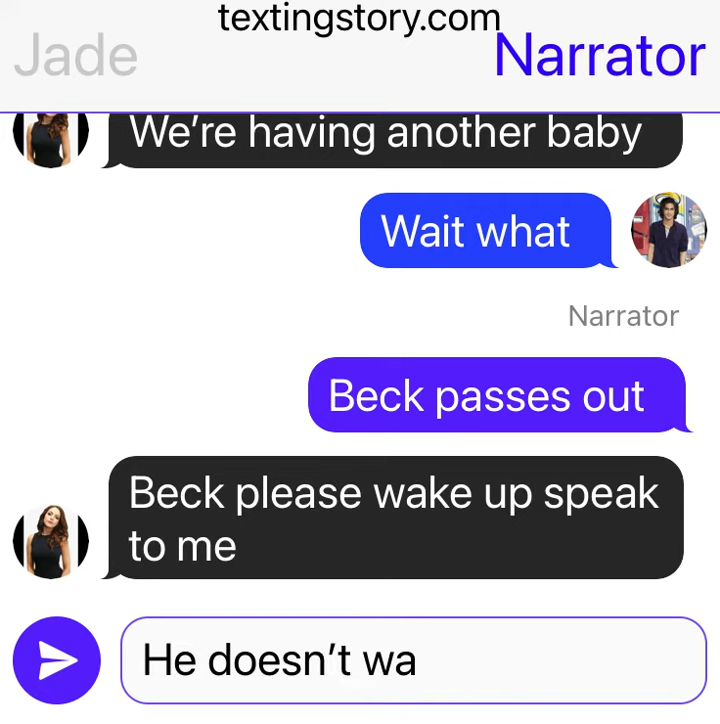 textingstory.com
Jade
Narrator
We’re having another baby
Wait what
Narrator
Beck passes out
Beck please wake up speak
to me
He doesn’t wa